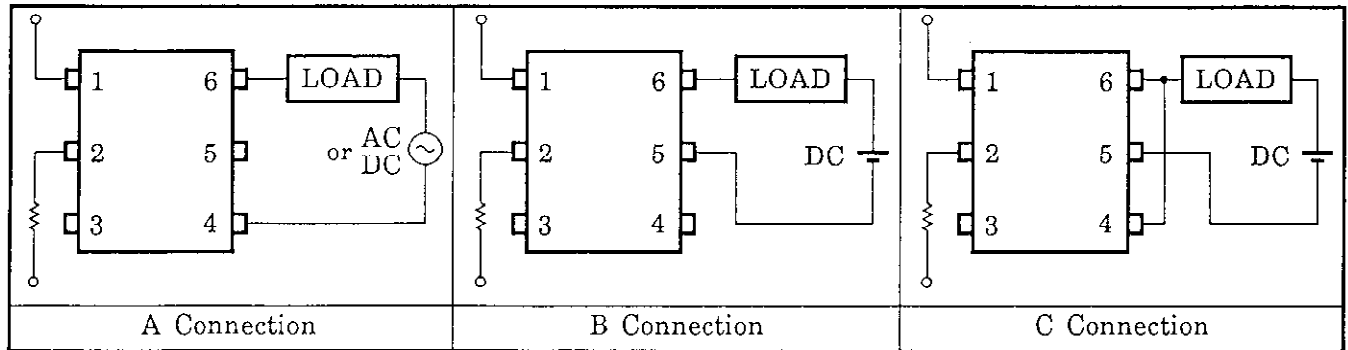 1 6 LOAD
2 5 or AC DC
3 4
A Connection
1 6 LOAD
2 5 DC
3 4
B Connection
1 6 LOAD
2 5 DC
3 4
C Connection